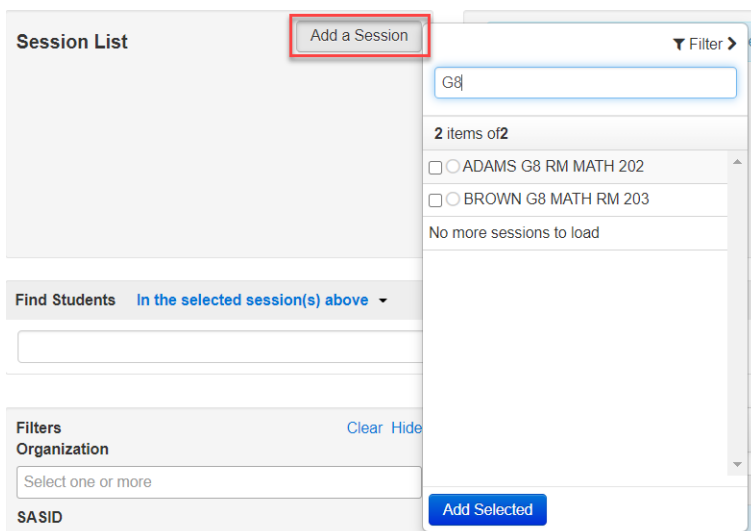 Session List
Add a Session
Filter
G8
2 items of2
ADAMS G8 RM MATH 202
BROWN G8 MATH RM 203
No more sessions to load
Find Students In the selected session(s) above
Filters
Clear Hide
Organization
Select one or more
Add Selected
SASID